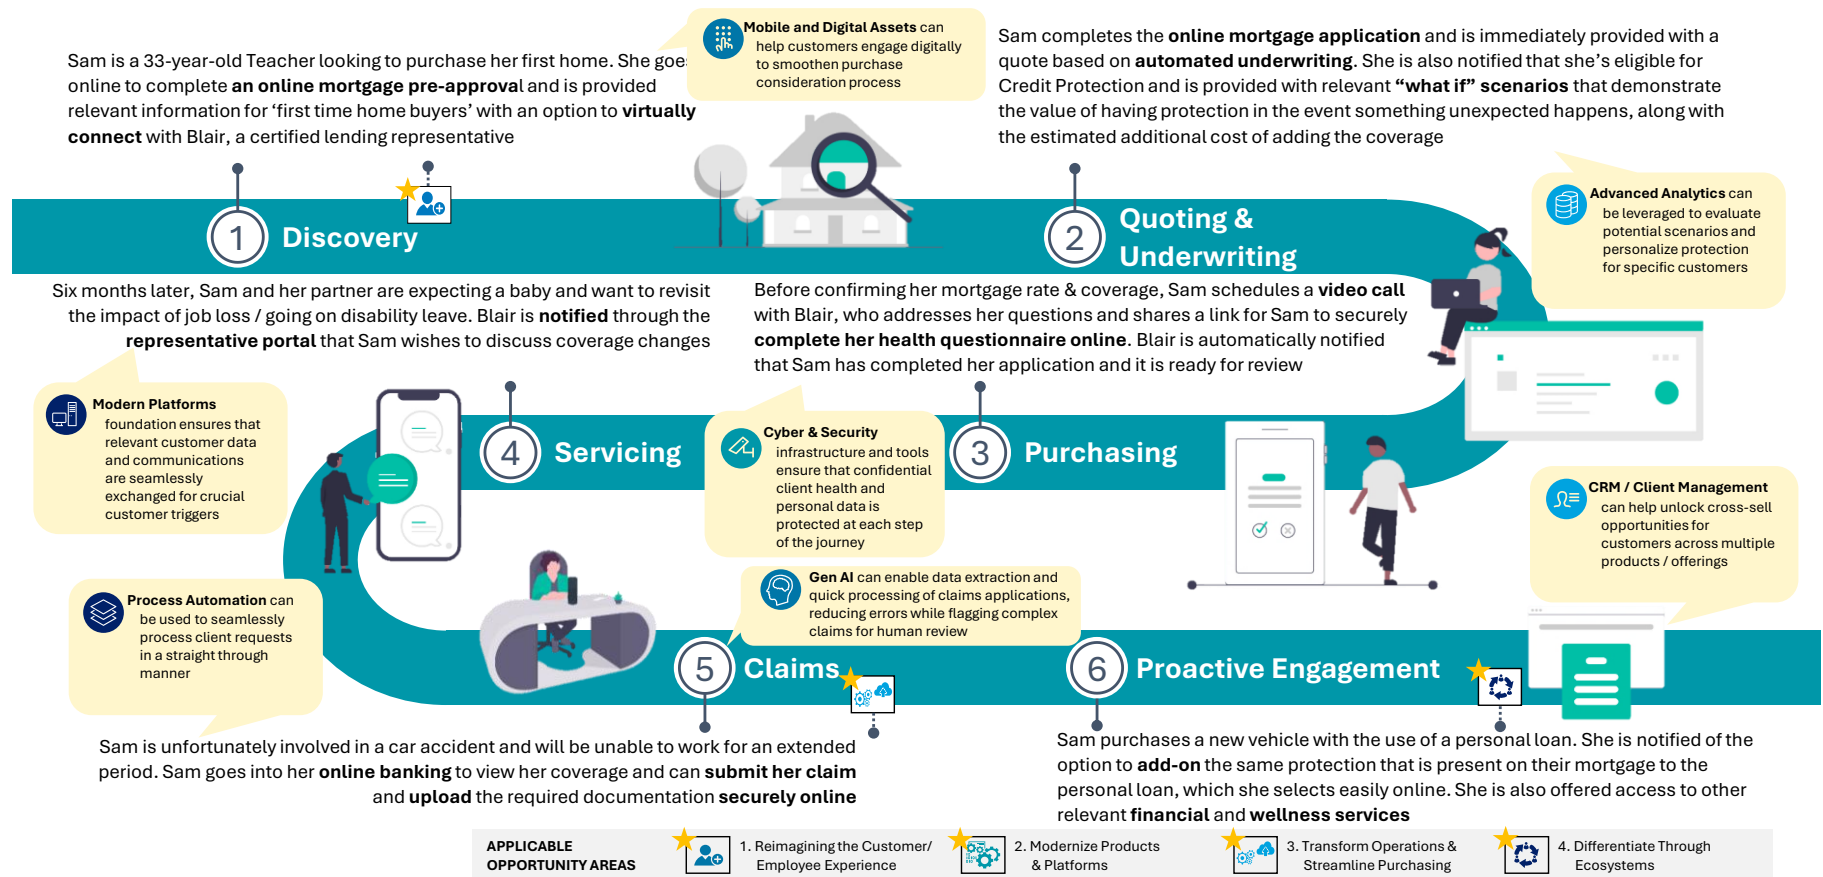 Sam is a 33-year-old Teacher looking to purchase her first home. She goes
online to complete an online mortgage pre-approval and is provided
relevant information for ‘first time home buyers’ with an option to virtually
connect with Blair, a certified lending representative
Mobile and Digital Assets can
help customers engage digitally
to smoothen purchase
consideration process
Sam completes the online mortgage application and is immediately provided with a
quote based on automated underwriting. She is also notified that she’s eligible for
Credit Protection and is provided with relevant “what if” scenarios that demonstrate
the value of having protection in the event something unexpected happens, along with
the estimated additional cost of adding the coverage
Advanced Analytics can
be leveraged to evaluate
potential scenarios and
personalize protection
for specific customers
1 Discovery
2 Quoting &
Underwriting
Six months later, Sam and her partner are expecting a baby and want to revisit
the impact of job loss / going on disability leave. Blair is notified through the
representative portal that Sam wishes to discuss coverage changes
Before confirming her mortgage rate & coverage, Sam schedules a video call
with Blair, who addresses her questions and shares a link for Sam to securely
complete her health questionnaire online. Blair is automatically notified
that Sam has completed her application and it is ready for review
Modern Platforms
foundation ensures that
relevant customer data
and communications
are seamlessly
exchanged for crucial
customer triggers
4 Servicing
Cyber & Security
infrastructure and tools
ensure that confidential
client health and
personal data is
protected at each step
of the journey
3 Purchasing
CRM / Client Management
can help unlock cross-sell
opportunities for
customers across multiple
products / offerings
Process Automation can
be used to seamlessly
process client requests
in a straight through
manner
Gen AI can enable data extraction and
quick processing of claims applications,
reducing errors while flagging complex
claims for human review
5 Claims
6 Proactive Engagement
Sam is unfortunately involved in a car accident and will be unable to work for an extended
period. Sam goes into her online banking to view her coverage and can submit her claim
and upload the required documentation securely online
Sam purchases a new vehicle with the use of a personal loan. She is notified of the
option to add-on the same protection that is present on their mortgage to the
personal loan, which she selects easily online. She is also offered access to other
relevant financial and wellness services
APPLICABLE
OPPORTUNITY AREAS
1. Reimagining the Customer/
Employee Experience
2. Modernize Products
& Platforms
3. Transform Operations &
Streamline Purchasing
4. Differentiate Through
Ecosystems